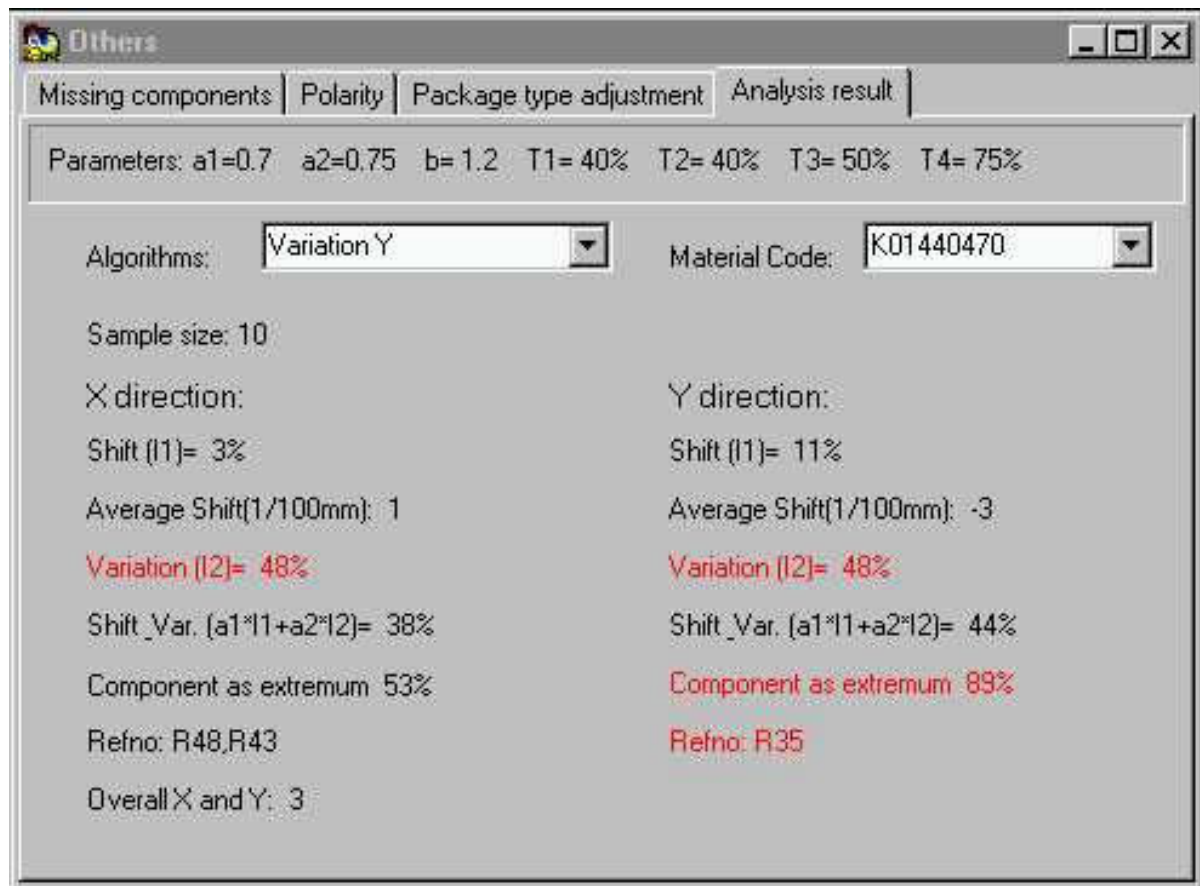 Others
Missing components Polarity Package type adjustment Analysis result
Parameters: a1=0.7 a2=0.75 b= 1.2 T1= 40% T2= 40% T3= 50% T4= 75%
Algorithms: Variation Y Material Code: K01440470
Sample size: 10
X direction: Y direction:
Shift (I1)= 3% Shift (I1)= 11%
Average Shift(1/100mm): 1 Average Shift(1/100mm): -3
Variation (I2)= 48% Variation (I2)= 48%
Shift_Var. (a1*I1+a2*I2)= 38% Shift_Var. (a1*I1+a2*I2)= 44%
Component as extremum 53% Component as extremum 89%
Refno: R48,R43 Refno: R35
Overall X and Y: 3